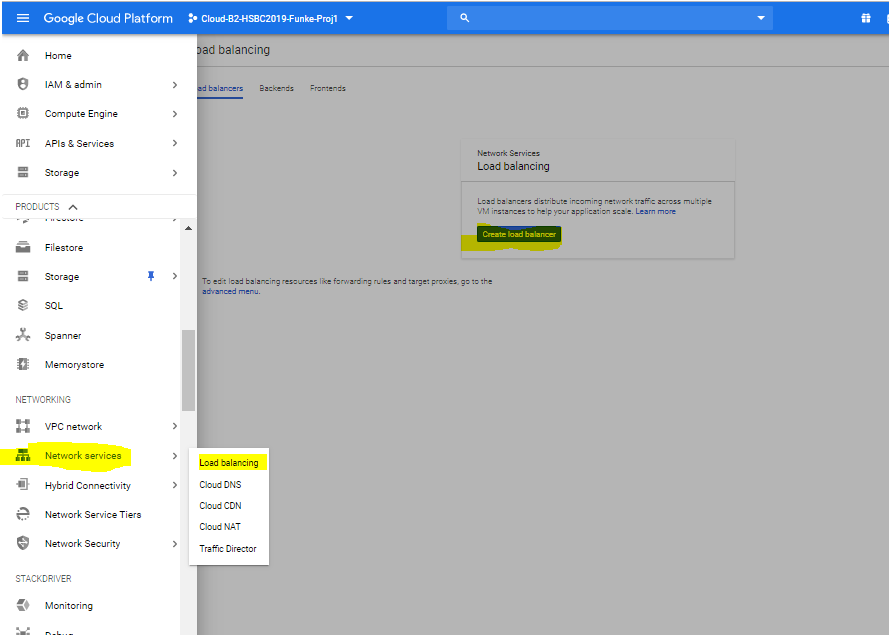 Google Cloud Platform
Cloud-B2-HSBC2019-Funke-Proj1
Home
IAM & admin
Compute Engine
API APIs & Services
Storage
PRODUCTS
Filestore
Storage
SQL
Spanner
Memorystore
NETWORKING
VPC network
Network services
Hybrid Connectivity
Network Service Tiers
Network Security
STACKDRIVER
Monitoring
Load balancing
Cloud DNS
Cloud CDN
Cloud NAT
Traffic Director
oad balancing
ad balancers Backends Frontends
Network Services
Load balancing
Load balancers distribute incoming network traffic across multiple
VM instances to help your application scale. Learn more
Create load balancer
To edit load balancing resources like forwarding rules and target proxies, go to the
advanced menu.